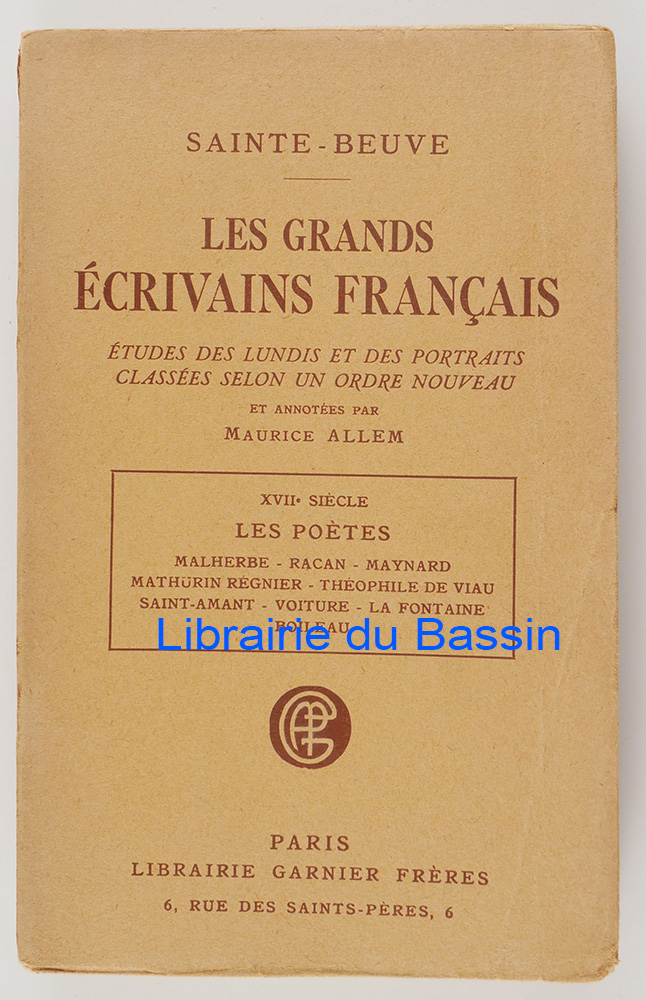 SAINTE-BEUVE
LES GRANDS
ÉCRIVAINS FRANÇAIS
ÉTUDES DES LUNDIS ET DES PORTRAITS
CLASSÉES SELON UN ORDRE NOUVEAU
ET ANNOTÉES PAR
MAURICE ALLEM
XVIIe SIÈCLE
LES POÈTES
MALHERBE - RACAN - MAYNARD
MATHURIN RÉGNIER - THÉOPHILE DE VIAU
SAINT-AMANT - VOITURE - LA FONTAINE
BOILEAU
Librairie du Bassin
PARIS
LIBRAIRIE GARNIER FRÈRES
6, RUE DES SAINTS-PÈRES, 6